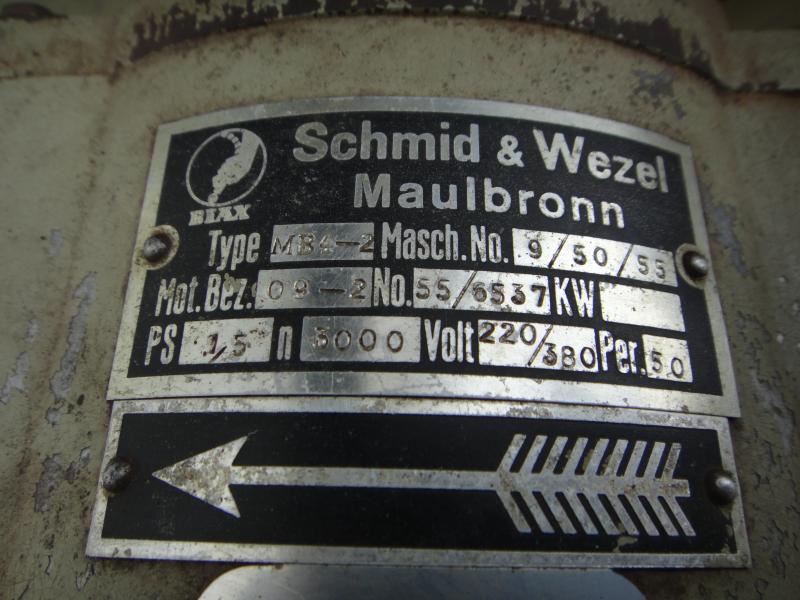 Schmid & Wezel
BIAX
Maulbronn
Type MB4-2 Masch.No. 9/50/55
Mot.Bez. 09-2 No. 55/6537 KW
PS 1,5 n 3000 Volt 220/380 Per. 50